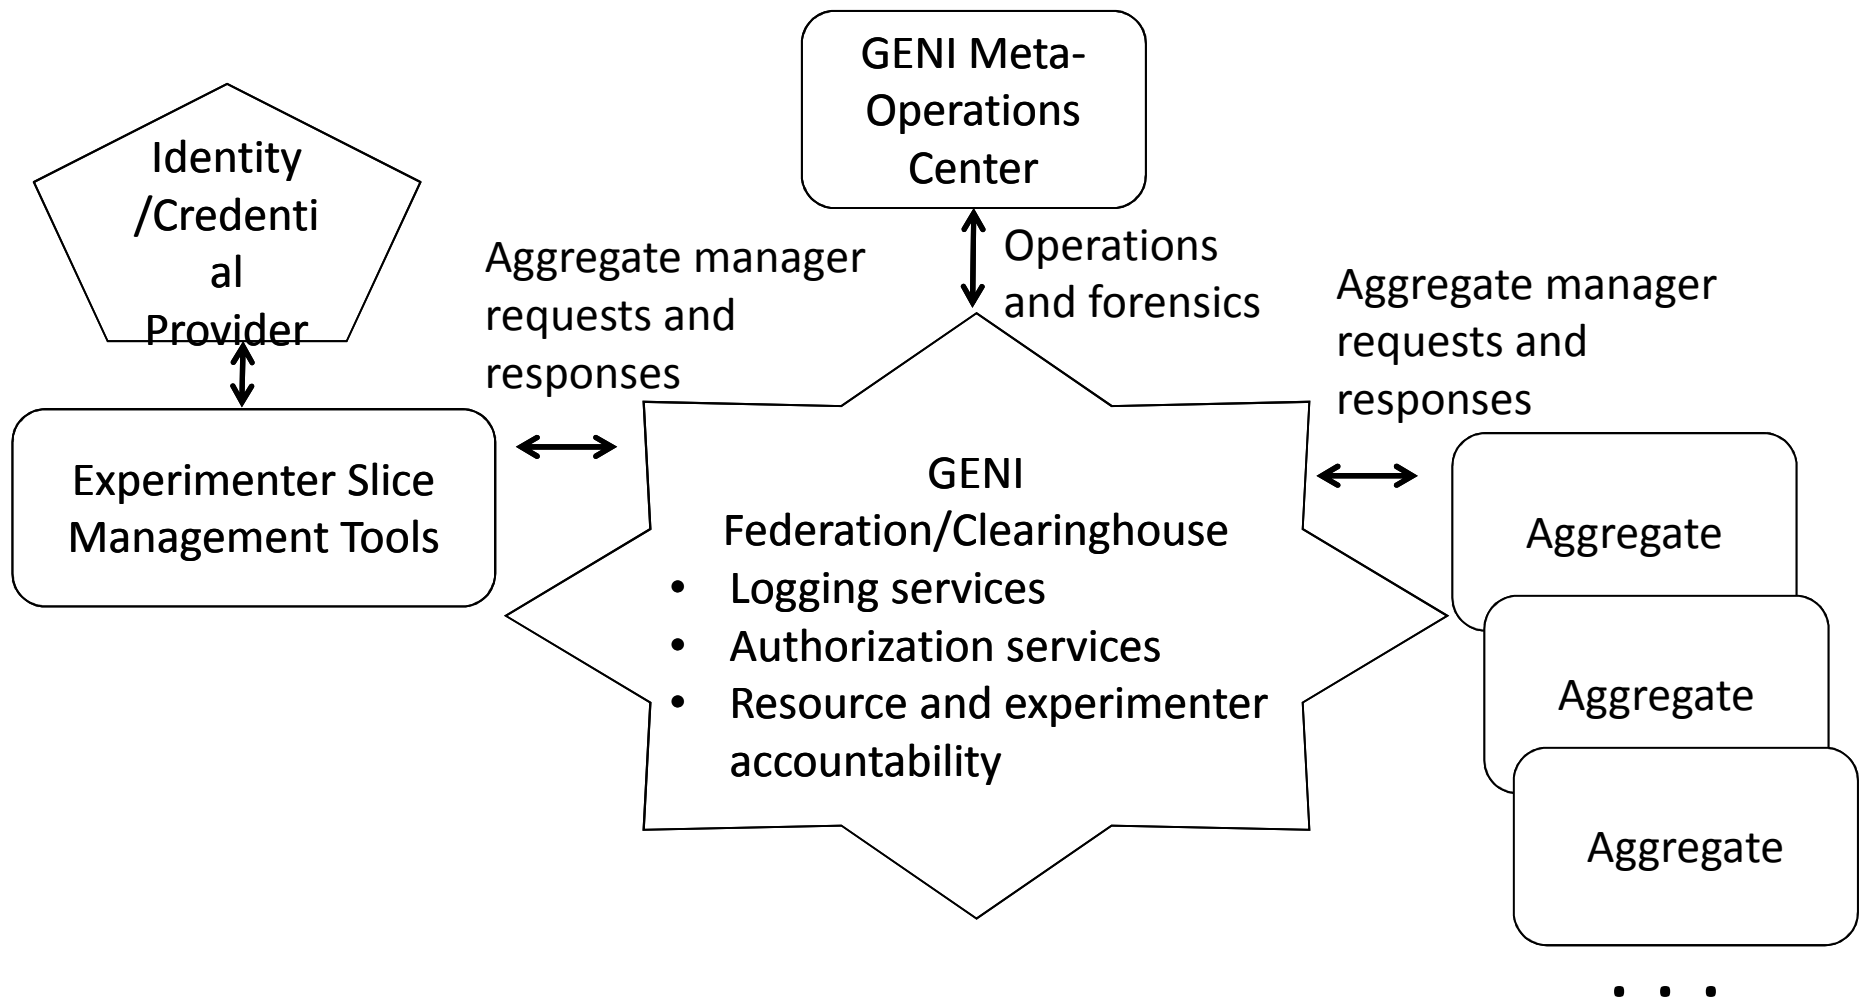 GENI Meta-
Operations
Center
Identity
/Credenti
al
Provider
Operations
and forensics
Aggregate manager
requests and
responses
Aggregate manager
requests and
responses
Experimenter Slice
Management Tools
GENI
Federation/Clearinghouse
• Logging services
• Authorization services
• Resource and experimenter
accountability
Aggregate
Aggregate
Aggregate
. . .